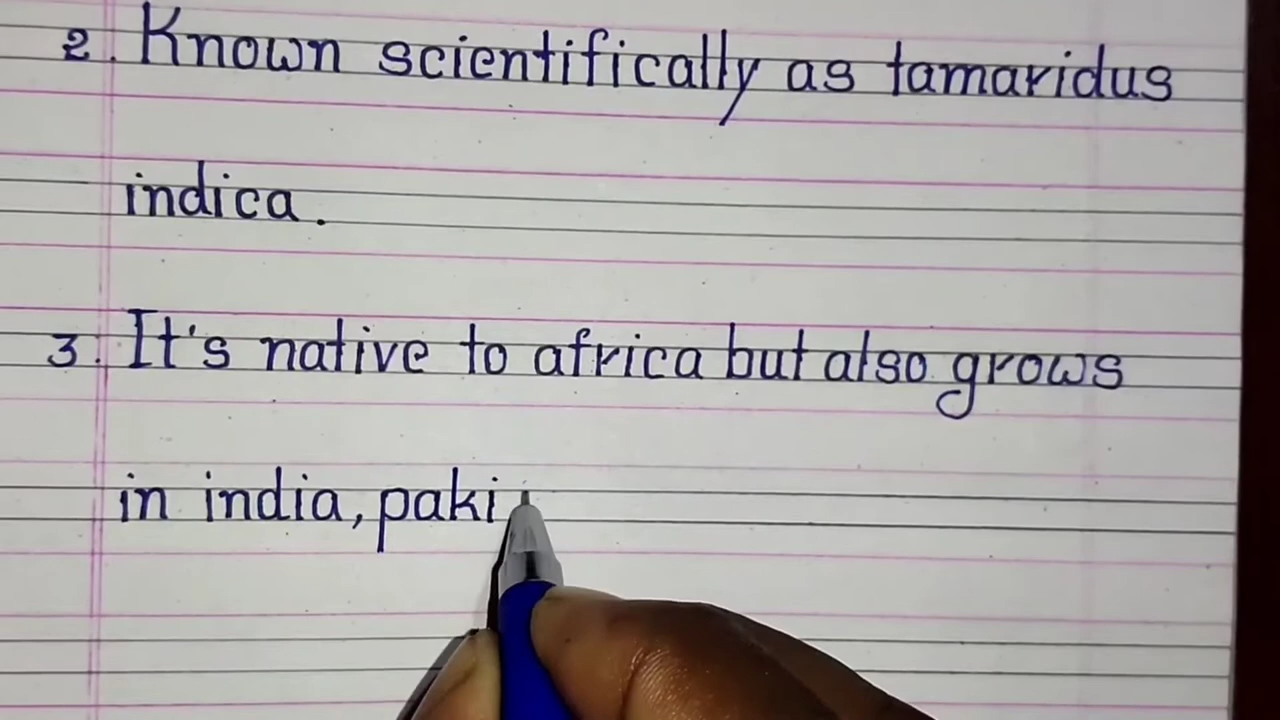 2. Known scientifically as tamaridus
indica.
3. It's native to africa but also grows
in india, paki